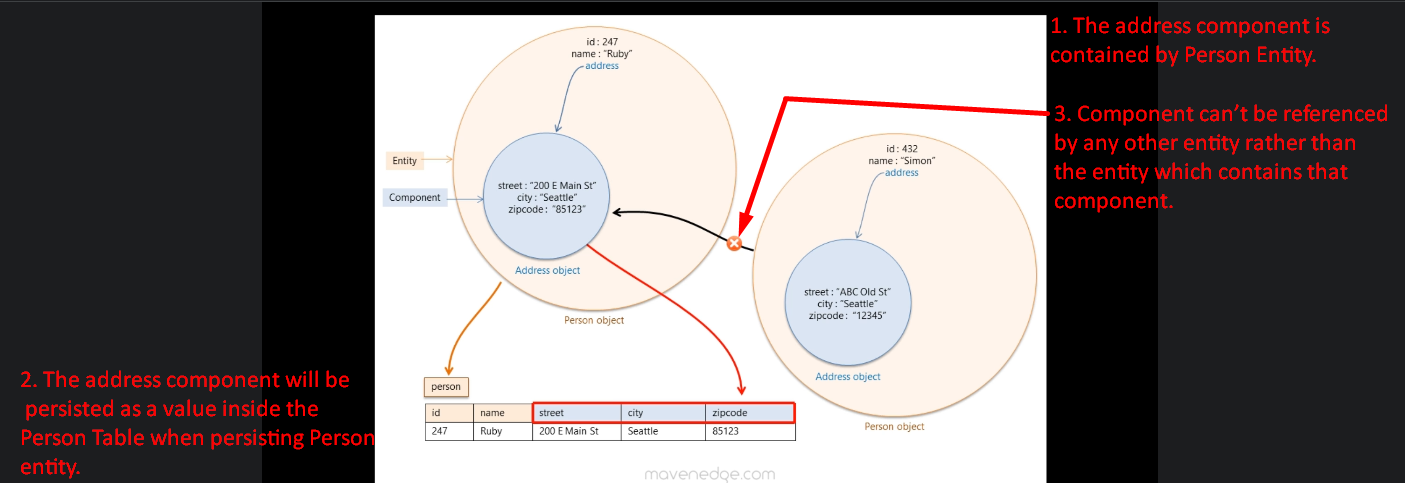 1. The address component is
contained by Person Entity.
3. Component can't be referenced
by any other entity rather than
the entity which contains that
component.
id : 247
name : "Ruby"
address
Entity
Component
street : "200 E Main St"
city : "Seattle"
zipcode : "85123"
Address object
Person object
id : 432
name : "Simon"
address
street : "ABC Old St"
city : "Seattle"
zipcode : "12345"
Address object
Person object
2. The address component will be
persisted as a value inside the
Person Table when persisting Person
entity.
person
id name street city zipcode
247 Ruby 200 E Main St Seattle 85123
mavenedge.com